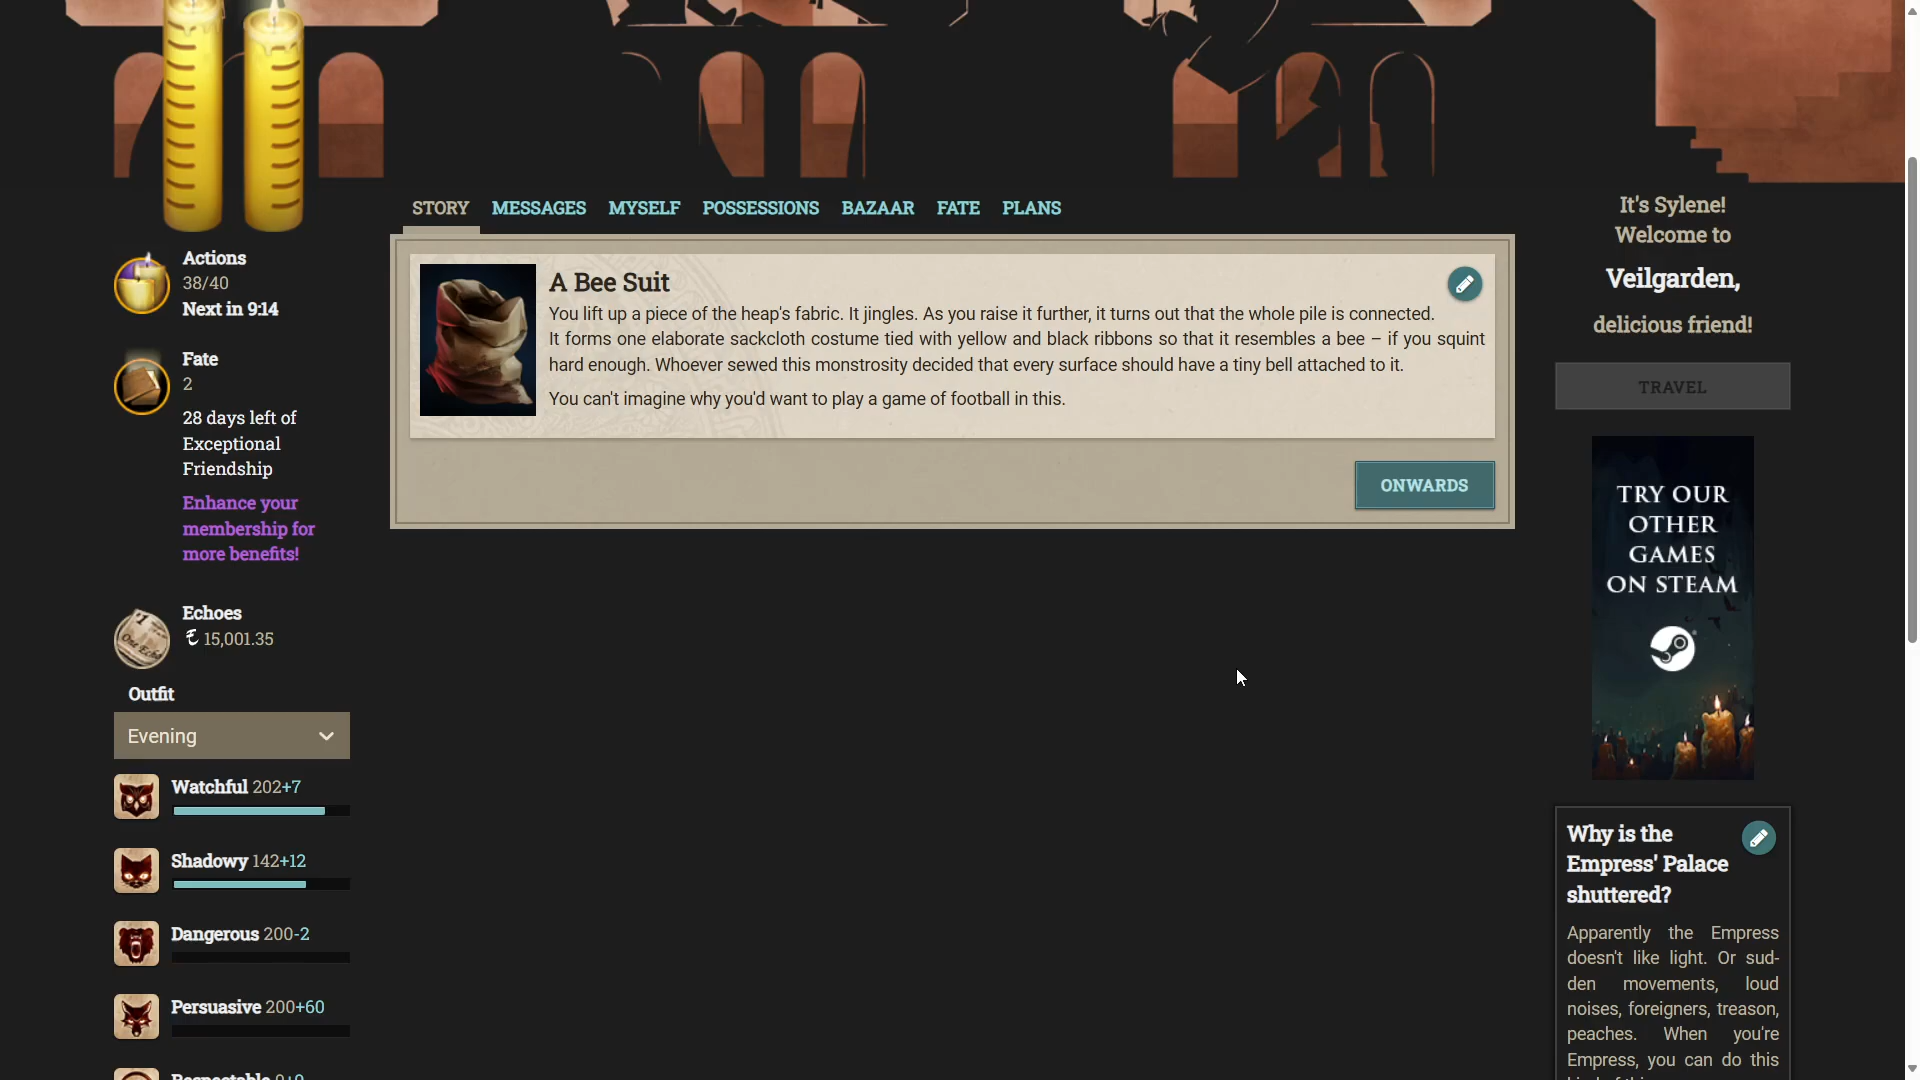 STORY MESSAGES MYSELF POSSESSIONS BAZAAR FATE PLANS
Actions
38/40
Next in 9:14
Fate
2
28 days left of
Exceptional
Friendship
Enhance your
membership for
more benefits!
Echoes
15,001.35
Outfit
Evening
Watchful 202+7
Shadowy 142+12
Dangerous 200-2
Persuasive 200+60
A Bee Suit
You lift up a piece of the heap's fabric. It jingles. As you raise it further, it turns out that the whole pile is connected.
It forms one elaborate sackcloth costume tied with yellow and black ribbons so that it resembles a bee – if you squint
hard enough. Whoever sewed this monstrosity decided that every surface should have a tiny bell attached to it.
You can't imagine why you'd want to play a game of football in this.
ONWARDS
It's Sylene!
Welcome to
Veilgarden,
delicious friend!
TRAVEL
TRY OUR
OTHER
GAMES
ON STEAM
Why is the
Empress' Palace
shuttered?
Apparently the Empress
doesn't like light. Or sud-
den movements, loud
noises, foreigners, treason,
peaches. When you're
Empress, you can do this